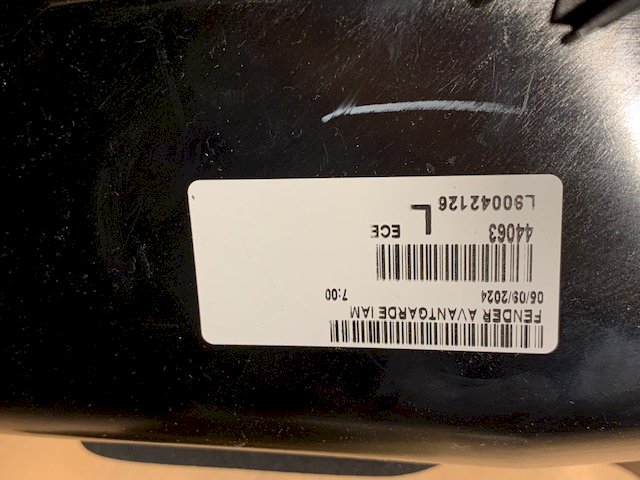 FENDER AVANTGARDE IAM
06/09/2024 7:00
44063 ECE L
L90042126